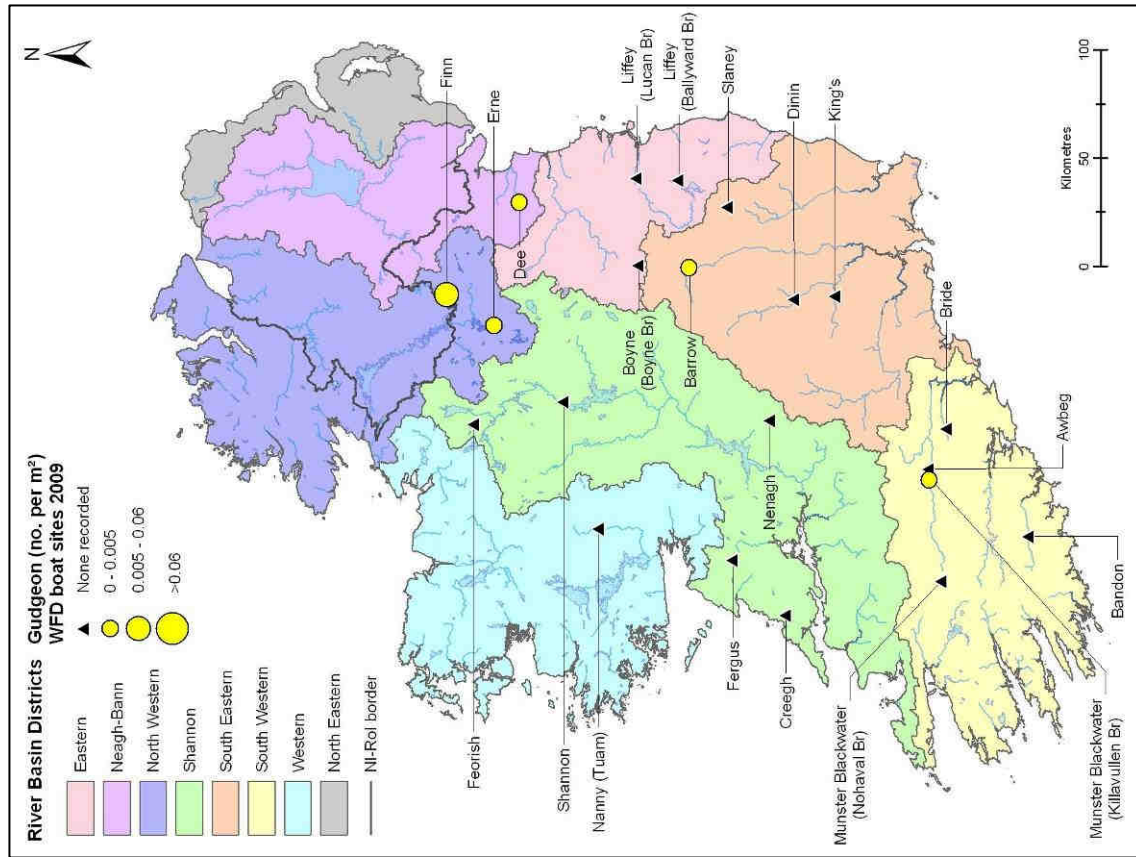 River Basin Districts
Eastern
Neagh-Bann
North Western
Shannon
South Eastern
South Western
Western
North Eastern
NI-RoI border
Gudgeon (no. per m²)
WFD boat sites 2009
None recorded
0 - 0.005
0.005 - 0.06
>0.06
N
Finn
Erne
Dee
Liffey
(Lucan Br)
Liffey
(Ballyward Br)
Slaney
Dinin
King's
Boyne
(Boyne Br)
Barrow
Feorish
Shannon
Nanny (Tuam)
Nenagh
Fergus
Creegh
Bride
Awbeg
Bandon
Munster Blackwater
(Nohaval Br)
Munster Blackwater
(Killavullen Br)
0
50
100
Kilometres